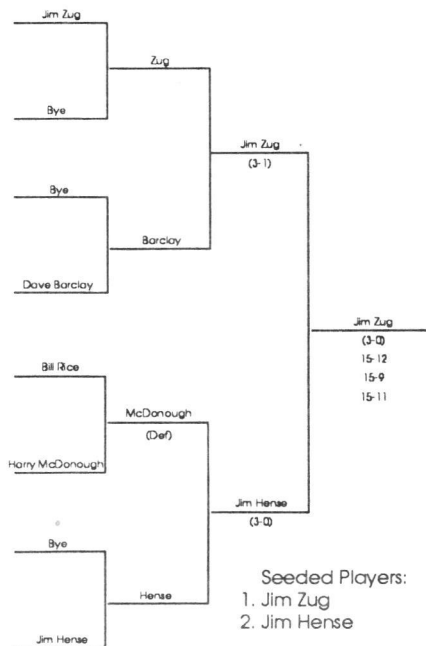 Jim Zug
Zug
Bye
Jim Zug
(3-1)
Bye
Barclay
Dave Barclay
Jim Zug
(3-0)
15-12
15-9
15-11
Bill Rice
McDonough
(Def)
Harry McDonough
Jim Hense
(3-0)
Bye
Hense
Jim Hense
Seeded Players:
1. Jim Zug
2. Jim Hense